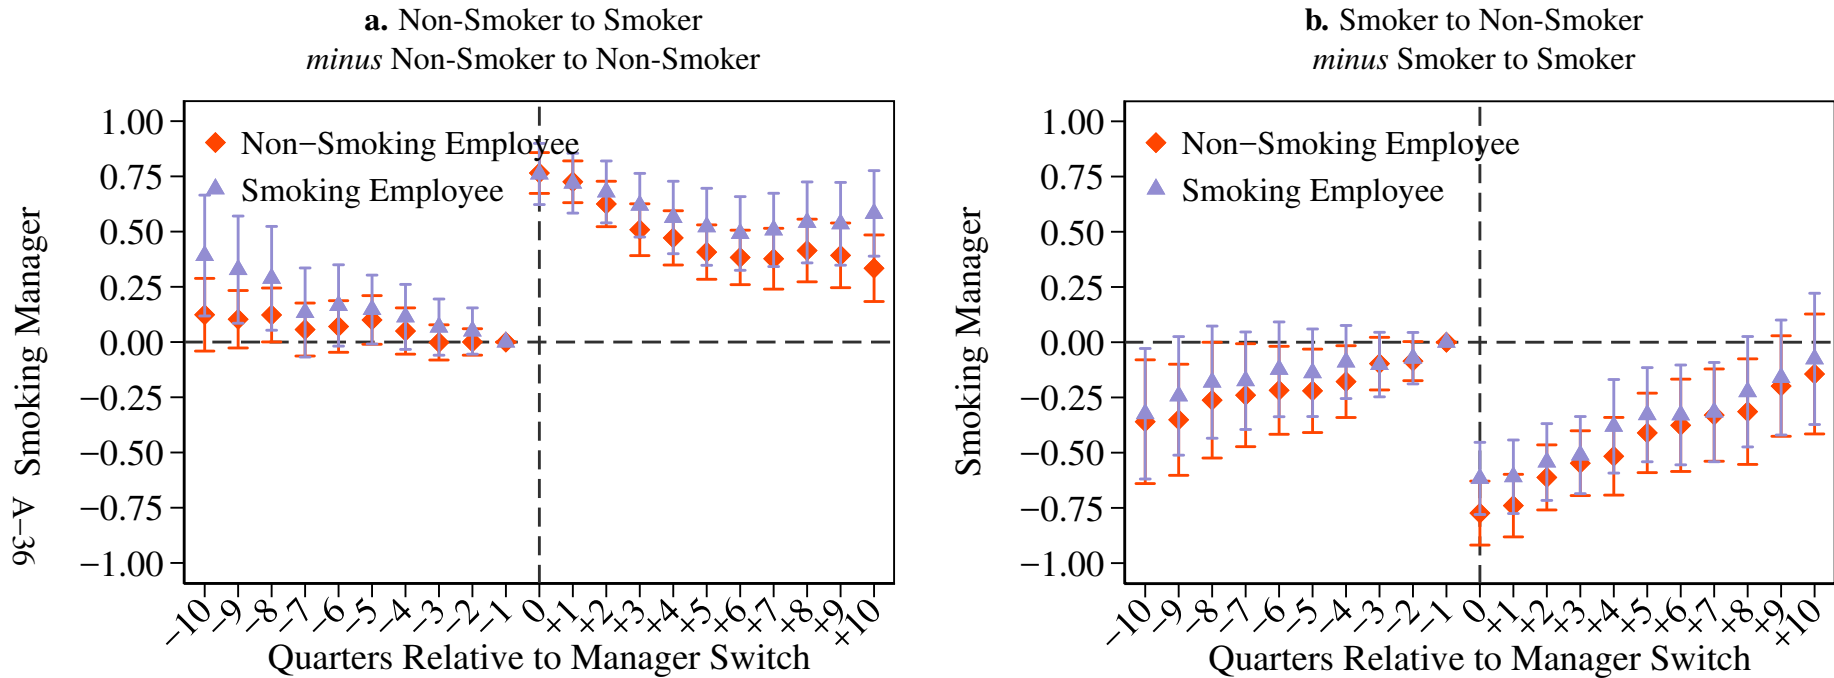 a. Non-Smoker to Smoker
minus Non-Smoker to Non-Smoker
Non−Smoking Employee
Smoking Employee
1.00
0.75
0.50
0.25
0.00
−0.25
−0.50
−0.75
−1.00
Smoking Manager
A−36
−10 −9 −8 −7 −6 −5 −4 −3 −2 −1 0 +1 +2 +3 +4 +5 +6 +7 +8 +9 +10
Quarters Relative to Manager Switch
b. Smoker to Non-Smoker
minus Smoker to Smoker
Non−Smoking Employee
Smoking Employee
1.00
0.75
0.50
0.25
0.00
−0.25
−0.50
−0.75
−1.00
Smoking Manager
−10 −9 −8 −7 −6 −5 −4 −3 −2 −1 0 +1 +2 +3 +4 +5 +6 +7 +8 +9 +10
Quarters Relative to Manager Switch